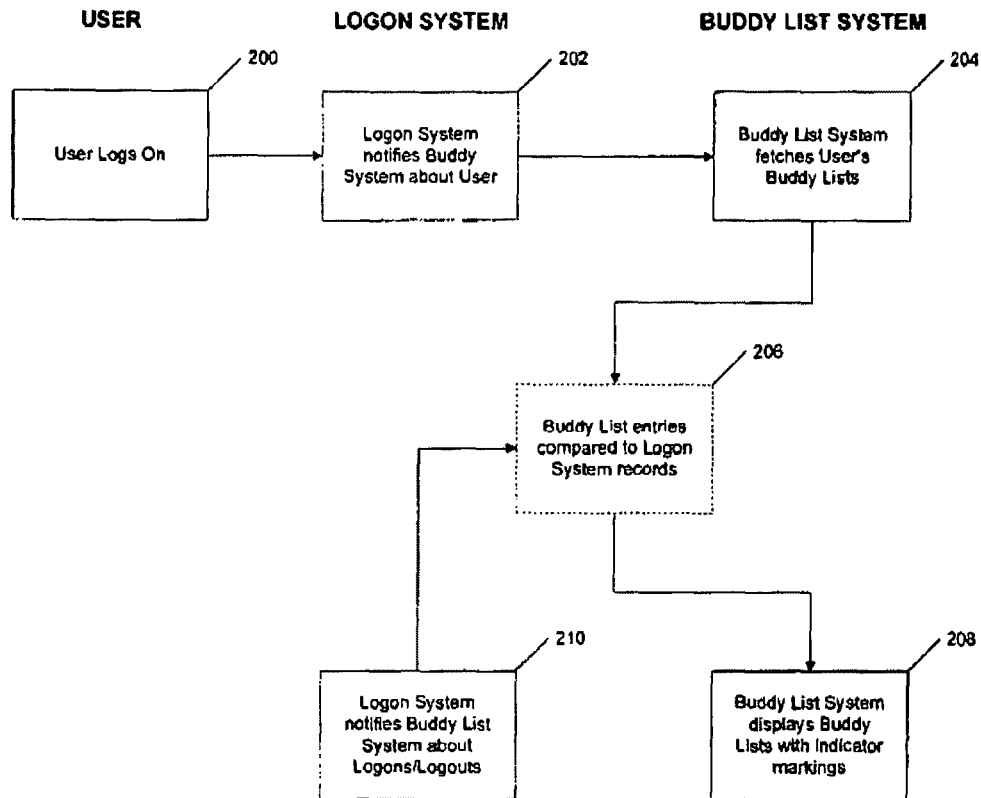 USER
LOGON SYSTEM
BUDDY LIST SYSTEM
200
202
204
User Logs On
Logon System
notifies Buddy
System about User
Buddy List System
fetches User's
Buddy Lists
206
Buddy List entries
compared to Logon
System records
210
208
Logon System
notifies Buddy List
System about
Logons/Logouts
Buddy List System
displays Buddy
Lists with Indicator
markings